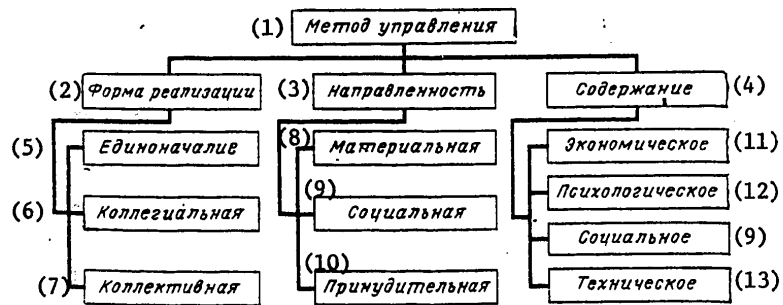 (1) Метод управления
(2) Форма реализации (3) Направленность Содержание (4)
(5) Единоначалие (8) Материальная Экономическое (11)
Психологическое (12)
(6) Коллегиальная (9) Социальная
Социальное (9)
(7) Коллективная (10) Принудительная Техническое (13)